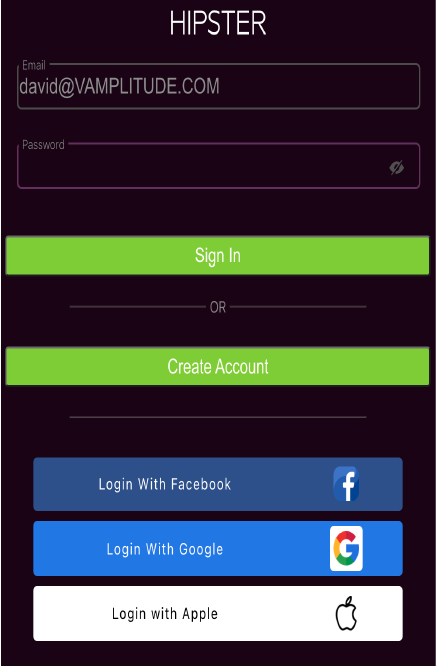 HIPSTER
Email
david@VAMPLITUDE.COM
Password
Sign In
OR
Create Account
Login With Facebook
Login With Google
Login with Apple